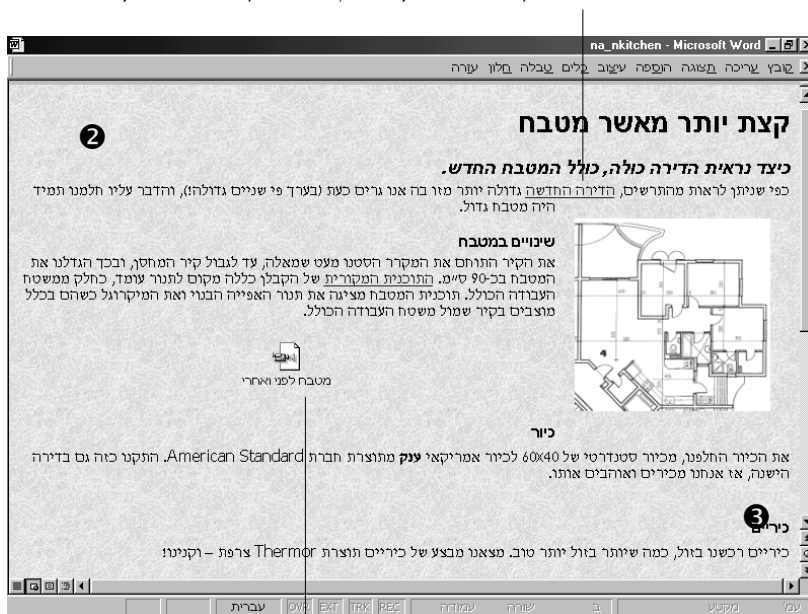 na_nkitchen - Microsoft Word
קובץ עריכה תצוגה הוספה עיצוב כלים טבלה חלון עזרה
❷
קצת יותר מאשר מטבח
כיצד נראית הדירה כולה, כולל המטבח החדש.
כפי שניתן לראות מהתרשים, הדירה החדשה גדולה יותר מזו בה אנו גרים כעת (בערך פי שניים גדולה!), והדבר עליו חלמנו תמיד
היה מטבח גדול.
שינויים במטבח
את הקיר התוחם את המקרר הסטנו מעט שמאלה, עד לגבול קיר המחסן, ובכך הגדלנו את
המטבח בכ-90 ס״מ. התוכנית המקורית של הקבלן כללה מקום לתנור עומד, כחלק ממשטח
העבודה הכולל. תוכנית המטבח מציגה את תנור האפייה הבנוי ואת המיקרוגל כשהם בכלל
מוצבים בקיר שמול משטח העבודה הכולל.
4
מטבח לפני ואחרי
כיור
את הכיור החלפנו, מכיור סטנדרטי של 60x40 לכיור אמריקאי ענק מתוצרת חברת American Standard. התקנו כזה גם בדירה
הישנה, אז אנחנו מכירים ואוהבים אותו.
❸
כיריים
כיריים רכשנו בזול, כמה שיותר בזול יותר טוב. מצאנו מבצע של כיריים תוצרת Thermor צרפת – וקנינו!
עמ' מקטע ב שורה עמודה REC TRK EXT OVR עברית